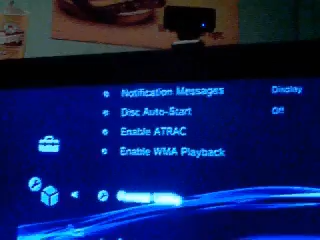 Notification Messages Display
Disc Auto-Start Off
Enable ATRAC
Enable WMA Playback